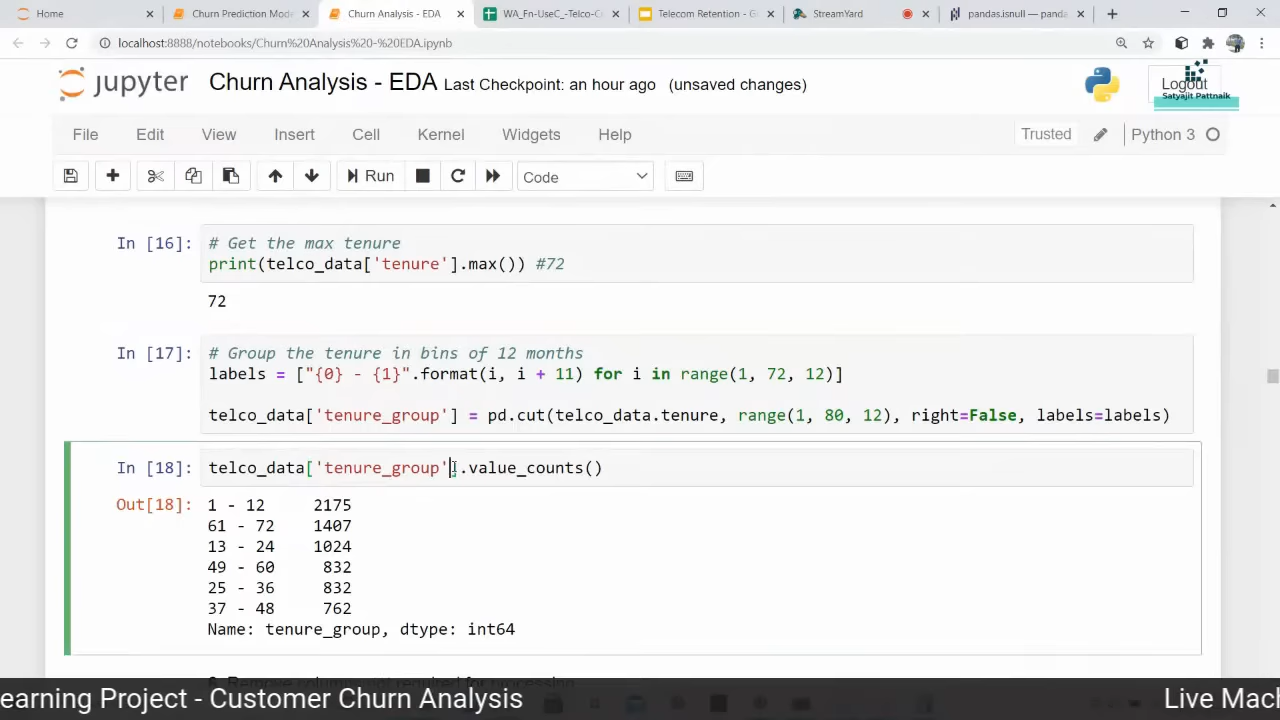 Home
Churn Prediction Mode
Churn Analysis - EDA
WA_Fn-UseC_-Telco-C
Telecom Retention - G
StreamYard
pandas.isnull — panda
localhost:8888/notebooks/Churn%20Analysis%20-%20EDA.ipynb
jupyter Churn Analysis - EDA Last Checkpoint: an hour ago (unsaved changes)
Logout
Satyajit Pattnaik
File Edit View Insert Cell Kernel Widgets Help Trusted Python 3
Run Code
In [16]: # Get the max tenure
print(telco_data['tenure'].max()) #72
72
In [17]: # Group the tenure in bins of 12 months
labels = ["{0} - {1}".format(i, i + 11) for i in range(1, 72, 12)]
telco_data['tenure_group'] = pd.cut(telco_data.tenure, range(1, 80, 12), right=False, labels=labels)
In [18]: telco_data['tenure_group'].value_counts()
Out[18]: 1 - 12 2175
61 - 72 1407
13 - 24 1024
49 - 60 832
25 - 36 832
37 - 48 762
Name: tenure_group, dtype: int64
6. Remove columns not required for processing
earning Project - Customer Churn Analysis
Live Mach